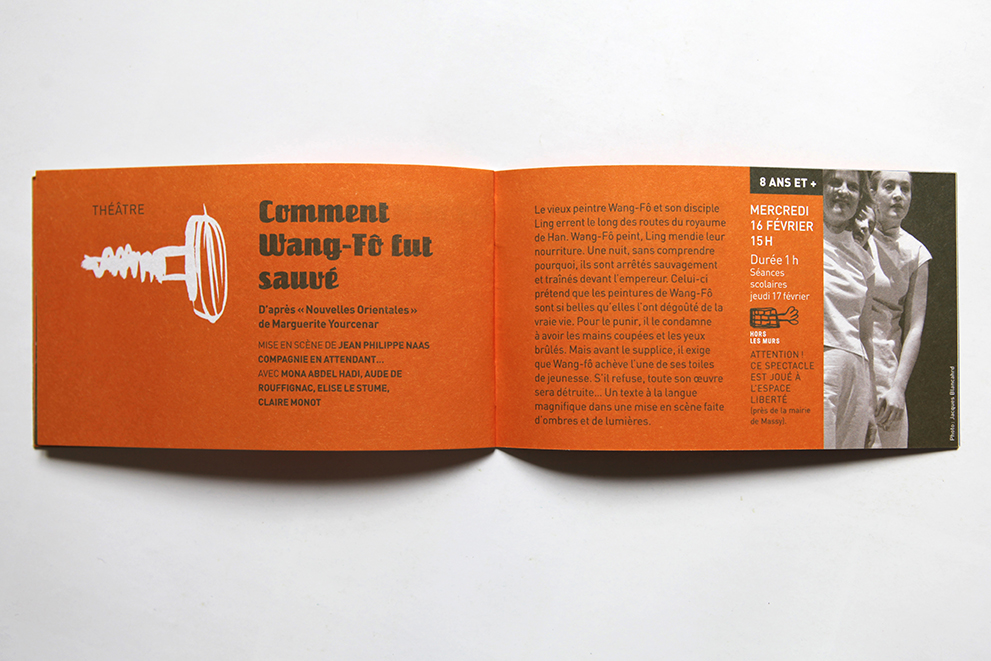 THÉÂTRE
Comment
Wang-Fô fut
sauvé
D'après « Nouvelles Orientales »
de Marguerite Yourcenar
MISE EN SCÈNE DE JEAN PHILIPPE NAAS
COMPAGNIE EN ATTENDANT...
AVEC MONA ABDEL HADI, AUDE DE
ROUFFIGNAC, ELISE LE STUME,
CLAIRE MONOT
Le vieux peintre Wang-Fô et son disciple
Ling errent le long des routes du royaume
de Han. Wang-Fô peint, Ling mendie leur
nourriture. Une nuit, sans comprendre
pourquoi, ils sont arrêtés sauvagement
et traînés devant l'empereur. Celui-ci
prétend que les peintures de Wang-Fô
sont si belles qu'elles l'ont dégoûté de la
vraie vie. Pour le punir, il le condamne
à avoir les mains coupées et les yeux
brûlés. Mais avant le supplice, il exige
que Wang-fô achève l'une de ses toiles
de jeunesse. S'il refuse, toute son œuvre
sera détruite... Un texte à la langue
magnifique dans une mise en scène faite
d'ombres et de lumières.
8 ANS ET +
MERCREDI
16 FÉVRIER
15 H
Durée 1 h
Séances
scolaires
jeudi 17 février
HORS
LES MURS
ATTENTION !
CE SPECTACLE
EST JOUÉ À
L'ESPACE
LIBERTÉ
(près de la mairie
de Massy).
Photo : Jacques Blancahrd